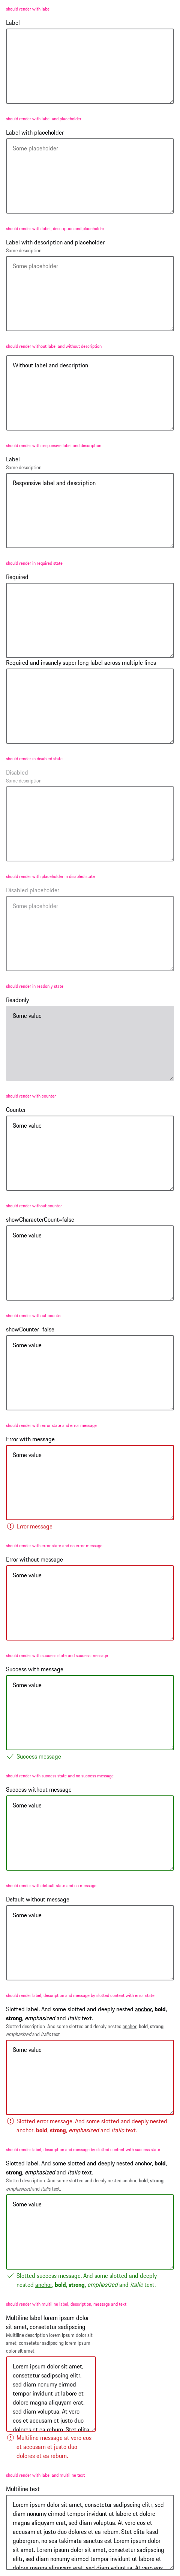 should render with label
Label
should render with label and placeholder
Label with placeholder
Some placeholder
should render with label, description and placeholder
Label with description and placeholder
Some description
Some placeholder
should render without label and without description
Without label and description
should render with responsive label and description
Label
Some description
Responsive label and description
should render in required state
Required
Required and insanely super long label across multiple lines
should render in disabled state
Disabled
Some description
should render with placeholder in disabled state
Disabled placeholder
Some placeholder
should render in readonly state
Readonly
Some value
should render with counter
Counter
Some value
should render without counter
showCharacterCount=false
Some value
should render without counter
showCounter=false
Some value
should render with error state and error message
Error with message
Some value
Error message
should render with error state and no error message
Error without message
Some value
should render with success state and success message
Success with message
Some value
Success message
should render with success state and no success message
Success without message
Some value
should render with default state and no message
Default without message
Some value
should render label, description and message by slotted content with error state
Slotted label. And some slotted and deeply nested anchor, bold,
strong, emphasized and italic text.
Slotted description. And some slotted and deeply nested anchor, bold, strong,
emphasized and italic text.
Some value
Slotted error message. And some slotted and deeply nested
anchor, bold, strong, emphasized and italic text.
should render label, description and message by slotted content with success state
Slotted label. And some slotted and deeply nested anchor, bold,
strong, emphasized and italic text.
Slotted description. And some slotted and deeply nested anchor, bold, strong,
emphasized and italic text.
Some value
Slotted success message. And some slotted and deeply
nested anchor, bold, strong, emphasized and italic text.
should render with multiline label, description, message and text
Multiline label lorem ipsum dolor
sit amet, consetetur sadipscing
Multiline description lorem ipsum dolor sit
amet, consetetur sadipscing lorem ipsum
dolor sit amet.
Lorem ipsum dolor sit amet,
consetetur sadipscing elitr,
sed diam nonumy eirmod
tempor invidunt ut labore et
dolore magna aliquyam erat,
sed diam voluptua. At vero
eos et accusam et justo duo
dolores et ea rebum. Stet clita
Multiline message at vero eos
et accusam et justo duo
dolores et ea rebum.
should render with label and multiline text
Multiline text
Lorem ipsum dolor sit amet, consetetur sadipscing elitr, sed
diam nonumy eirmod tempor invidunt ut labore et dolore
magna aliquyam erat, sed diam voluptua. At vero eos et
accusam et justo duo dolores et ea rebum. Stet clita kasd
gubergren, no sea takimata sanctus est Lorem ipsum dolor
sit amet. Lorem ipsum dolor sit amet, consetetur sadipscing
elitr, sed diam nonumy eirmod tempor invidunt ut labore et
dolore magna aliquyam erat, sed diam voluptua. At vero eos